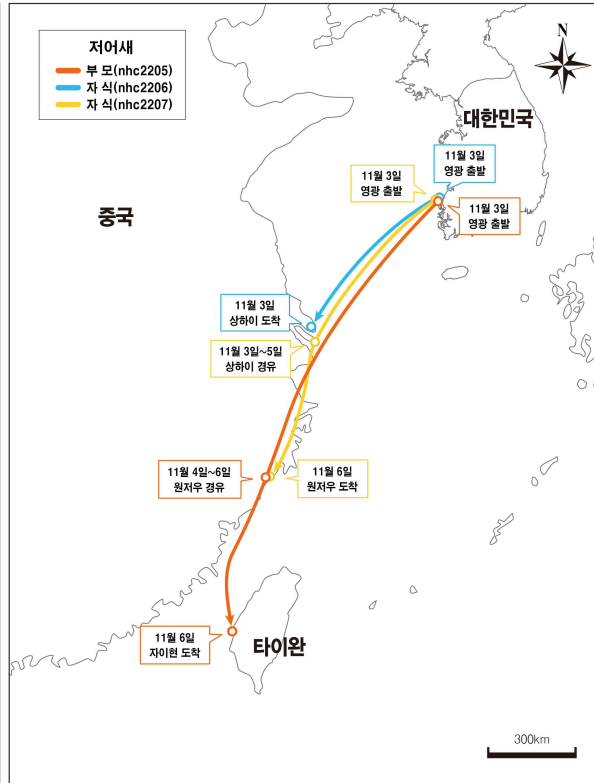 저어새
부 모(nhc2205)
자 식(nhc2206)
자 식(nhc2207)
N
대한민국
11월 3일
영광 출발
11월 3일
영광 출발
11월 3일
영광 출발
중국
11월 3일
상하이 도착
11월 3일~5일
상하이 경유
11월 4일~6일
원저우 경유
11월 6일
원저우 도착
11월 6일
자이현 도착
타이완
300km